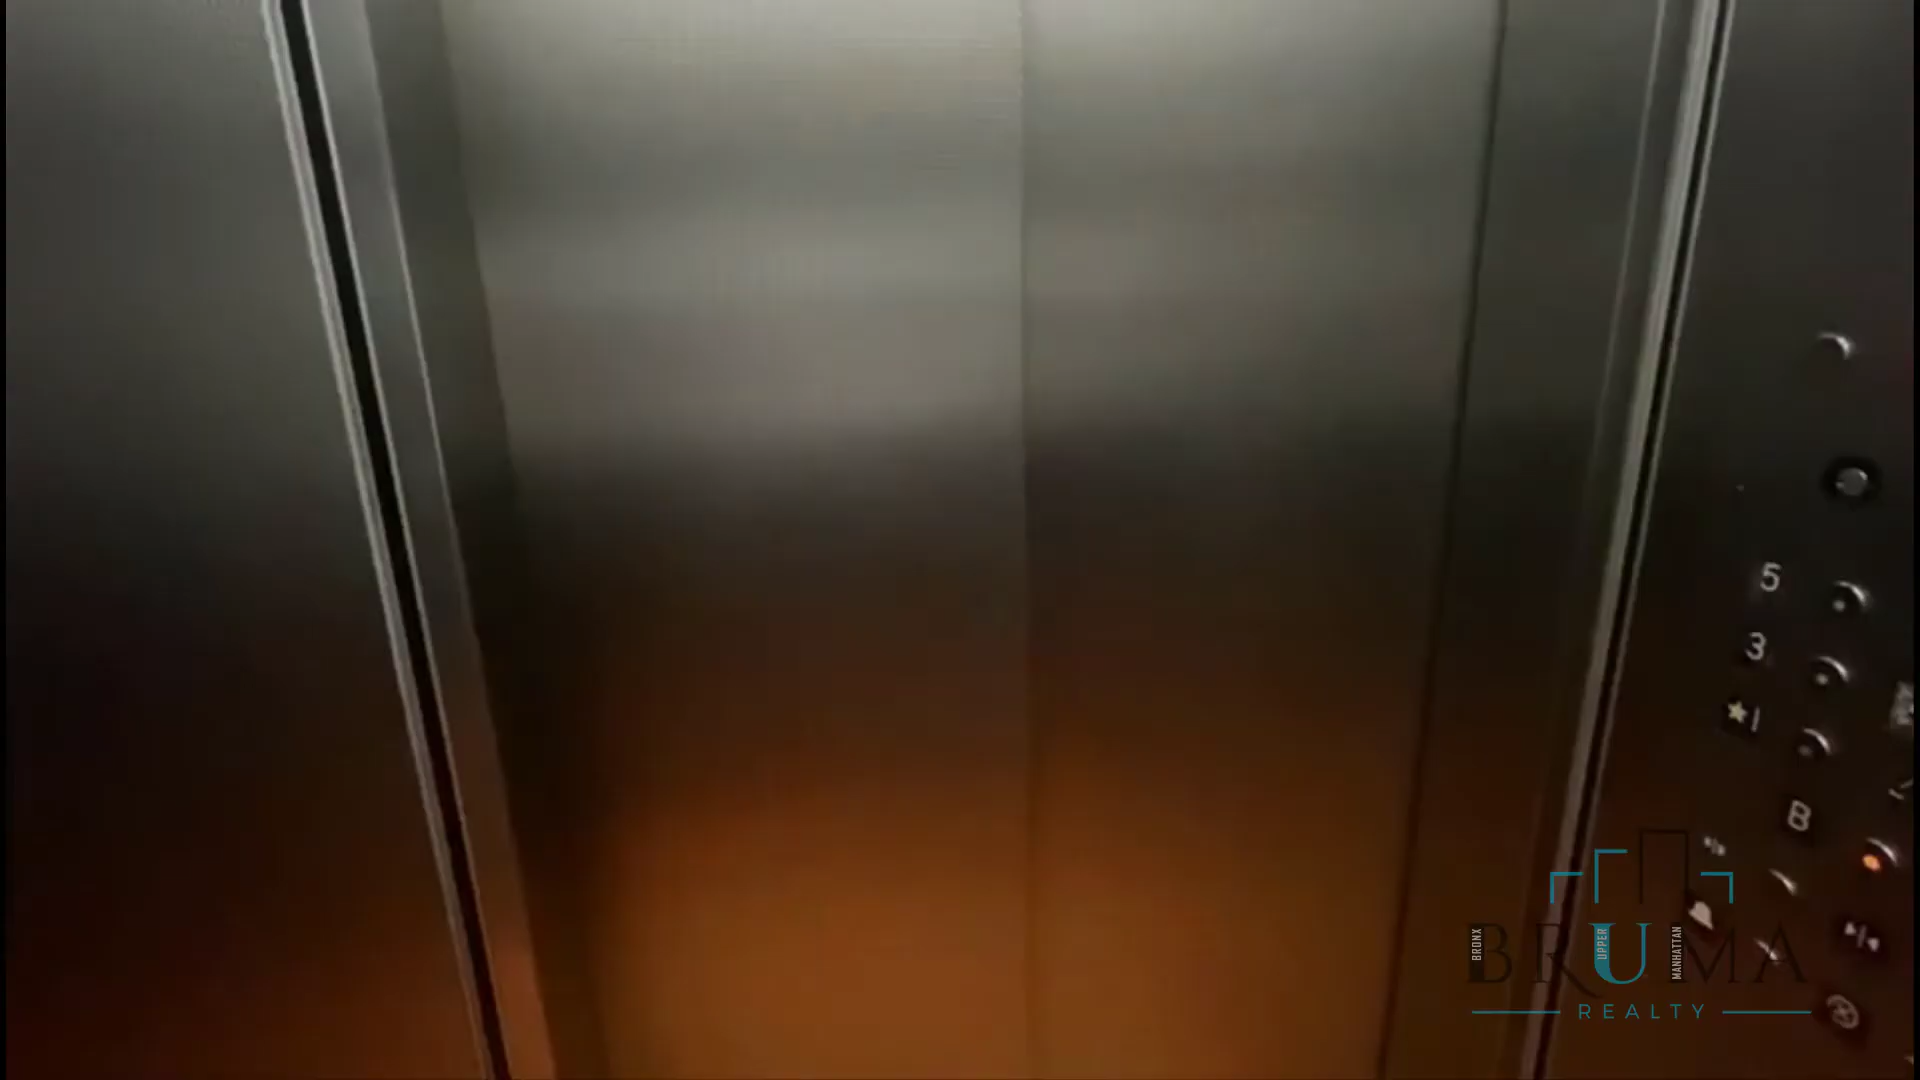 5
3
★1
B
BRONX
UPPER
MANHATTAN
BRUMA
REALTY